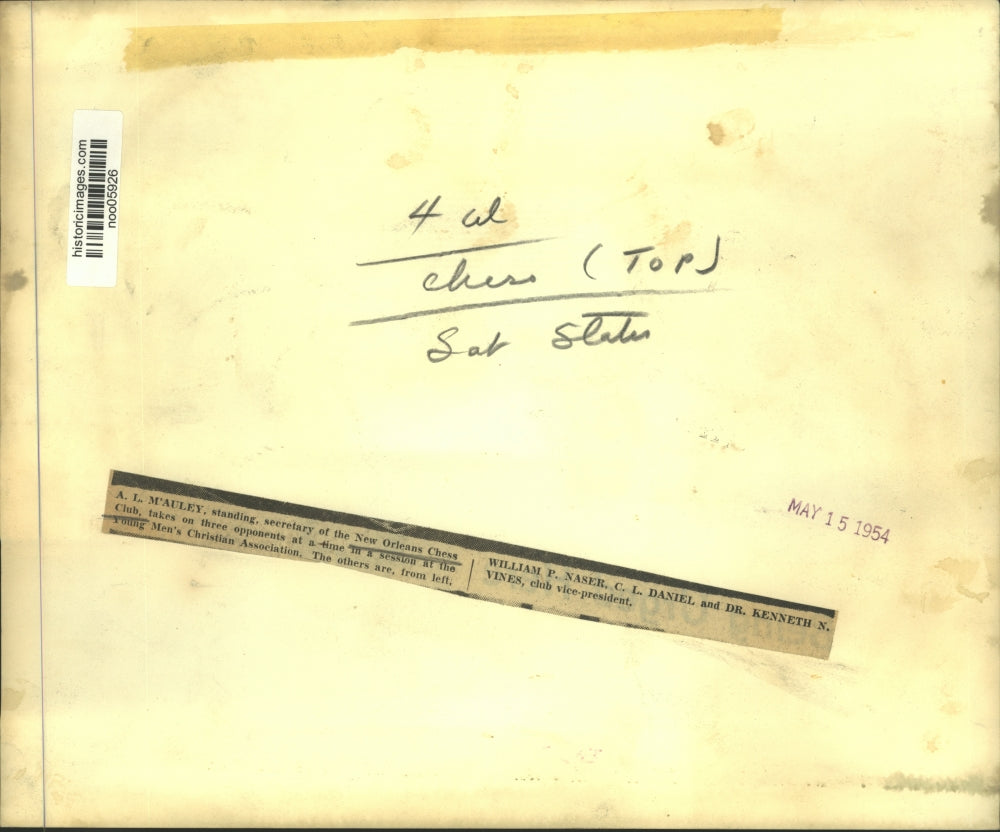 historicimages.com
noo05926
4 col
chess (TOP)
Sat States
A. L. M'AULEY, standing, secretary of the New Orleans Chess
Club, takes on three opponents at a time in a session at the
Young Men's Christian Association. The others are, from left,
WILLIAM P. NASER, C. L. DANIEL and DR. KENNETH N.
VINES, club vice-president.
MAY 15 1954